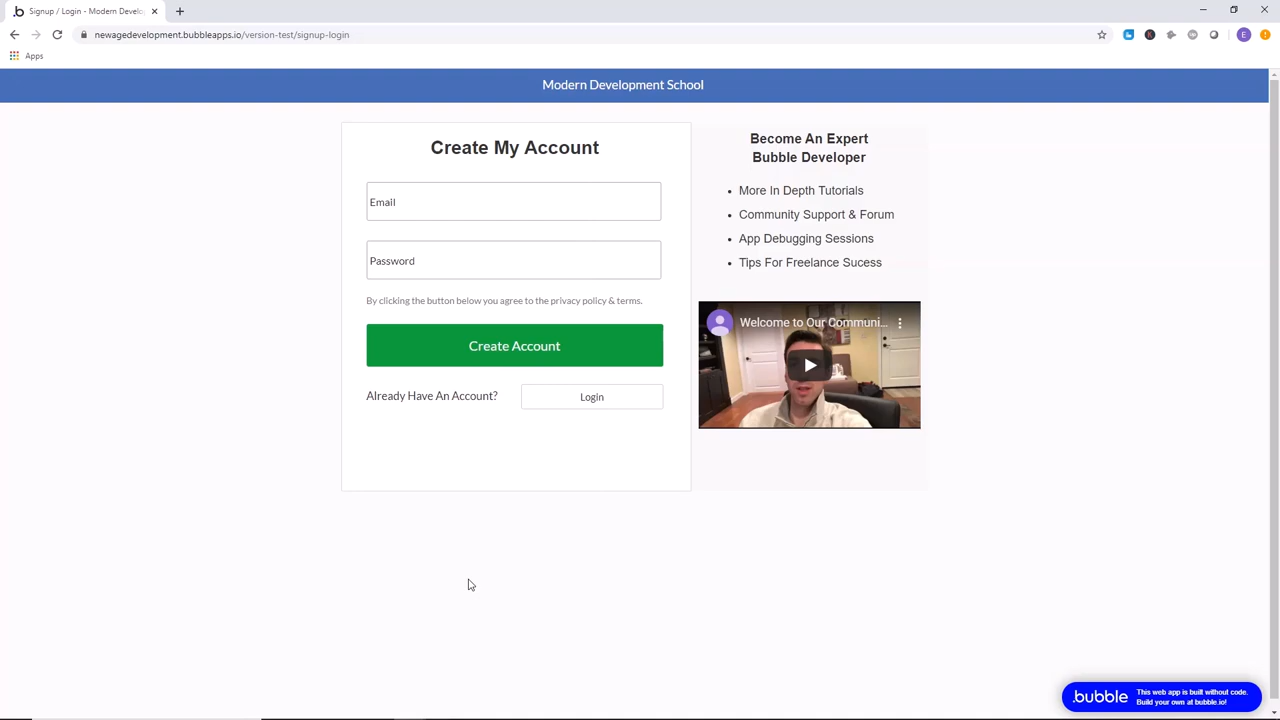 Signup / Login - Modern Develo
newagedevelopment.bubbleapps.io/version-test/signup-login
E
Apps
Modern Development School
Create My Account
Email
Password
By clicking the button below you agree to the privacy policy & terms.
Create Account
Already Have An Account?
Login
Become An Expert
Bubble Developer
More In Depth Tutorials
Community Support & Forum
App Debugging Sessions
Tips For Freelance Sucess
Welcome to Our Communi...
.bubble
This web app is built without code.
Build your own at bubble.io!